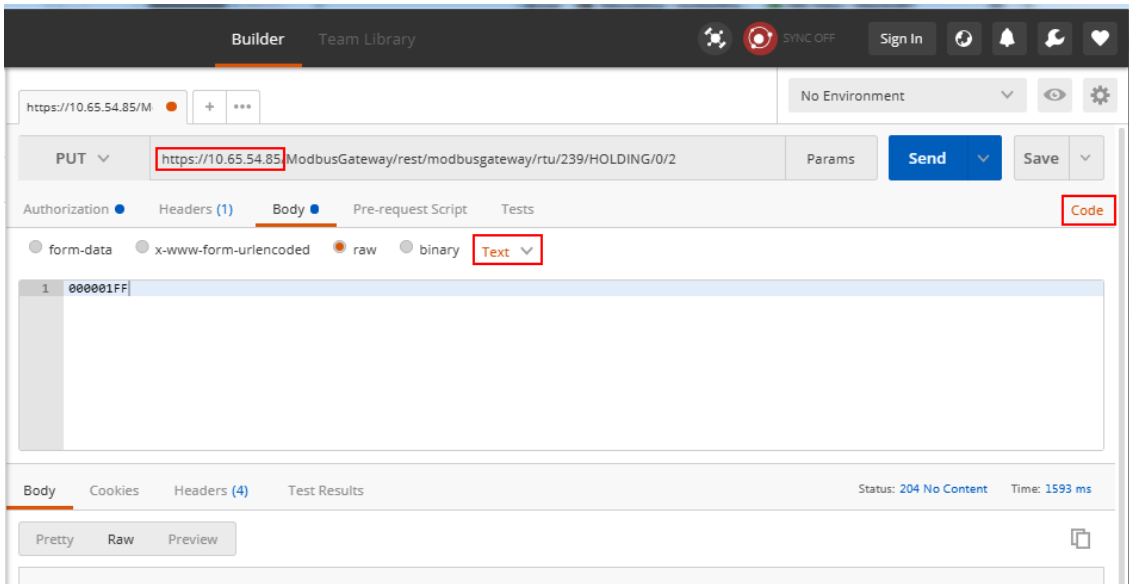 Builder Team Library SYNC OFF Sign In
https://10.65.54.85/M + ••• No Environment
PUT https://10.65.54.85/ModbusGateway/rest/modbusgateway/rtu/239/HOLDING/0/2 Params Send Save
Authorization Headers (1) Body Pre-request Script Tests Code
form-data x-www-form-urlencoded raw binary Text
1 000001FF
Body Cookies Headers (4) Test Results Status: 204 No Content Time: 1593 ms
Pretty Raw Preview